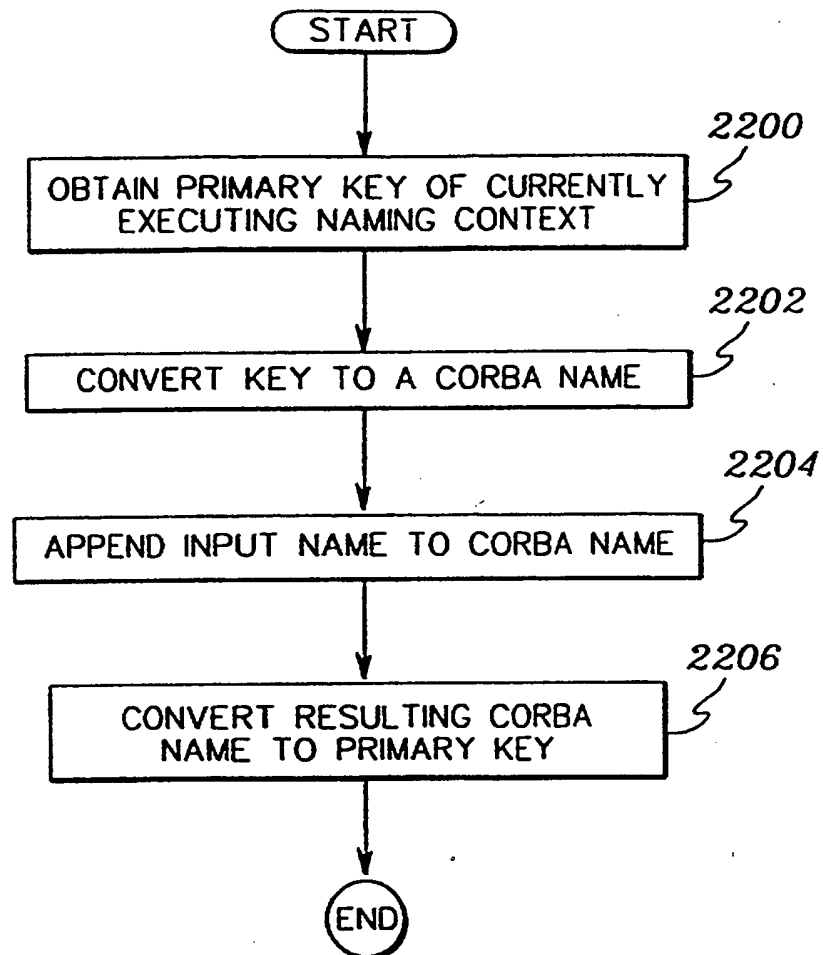 START
2200
OBTAIN PRIMARY KEY OF CURRENTLY
EXECUTING NAMING CONTEXT
2202
CONVERT KEY TO A CORBA NAME
2204
APPEND INPUT NAME TO CORBA NAME
2206
CONVERT RESULTING CORBA
NAME TO PRIMARY KEY
END